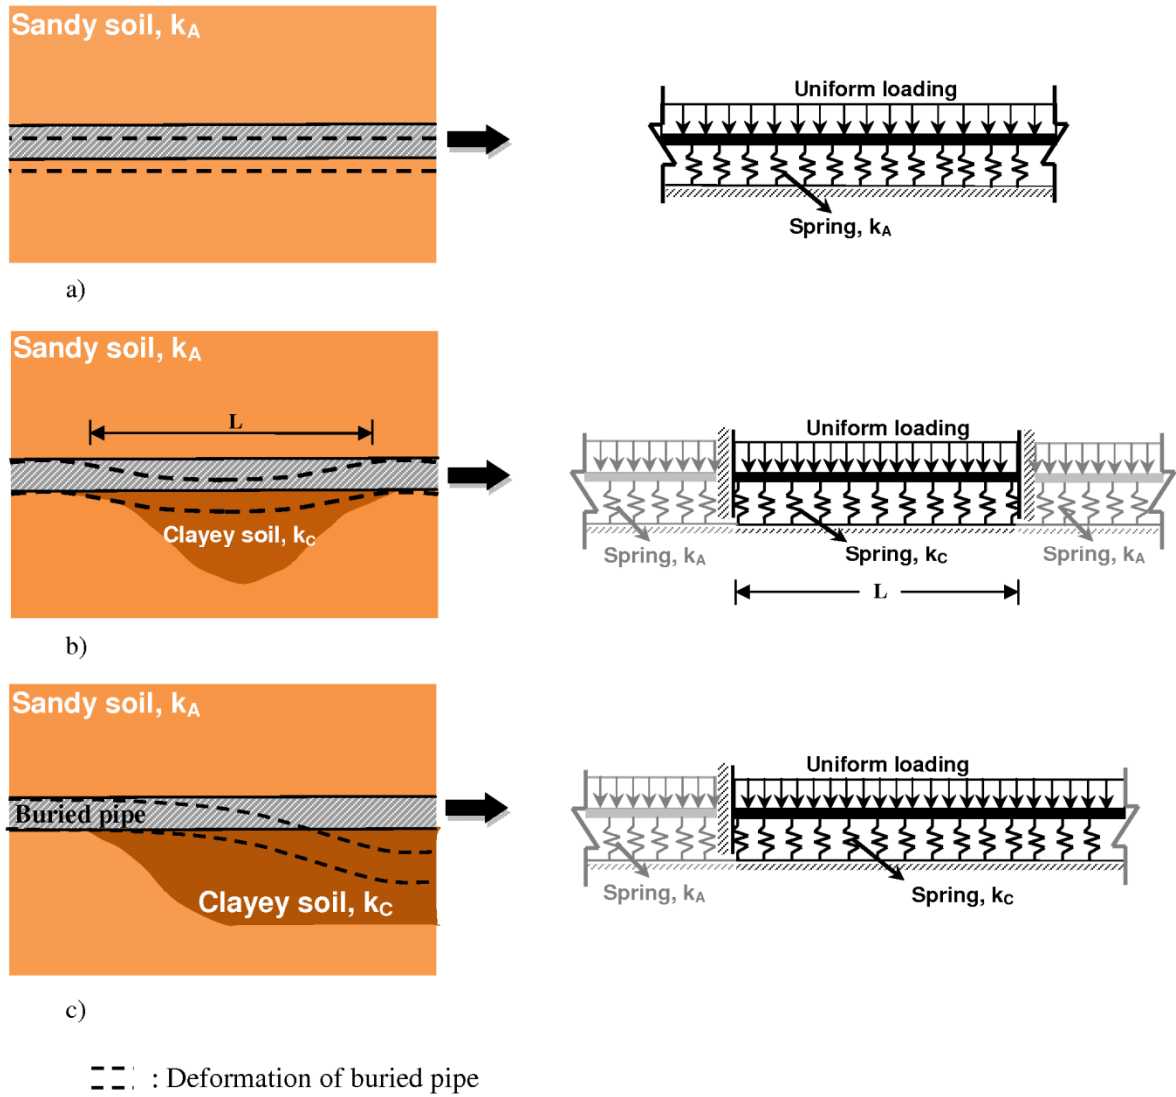 Sandy soil, kA
Uniform loading
Spring, kA
a)
Sandy soil, kA
L
Clayey soil, kC
Uniform loading
Spring, kA
Spring, kC
Spring, kA
L
b)
Sandy soil, kA
Buried pipe
Clayey soil, kC
Uniform loading
Spring, kA
Spring, kC
c)
: Deformation of buried pipe